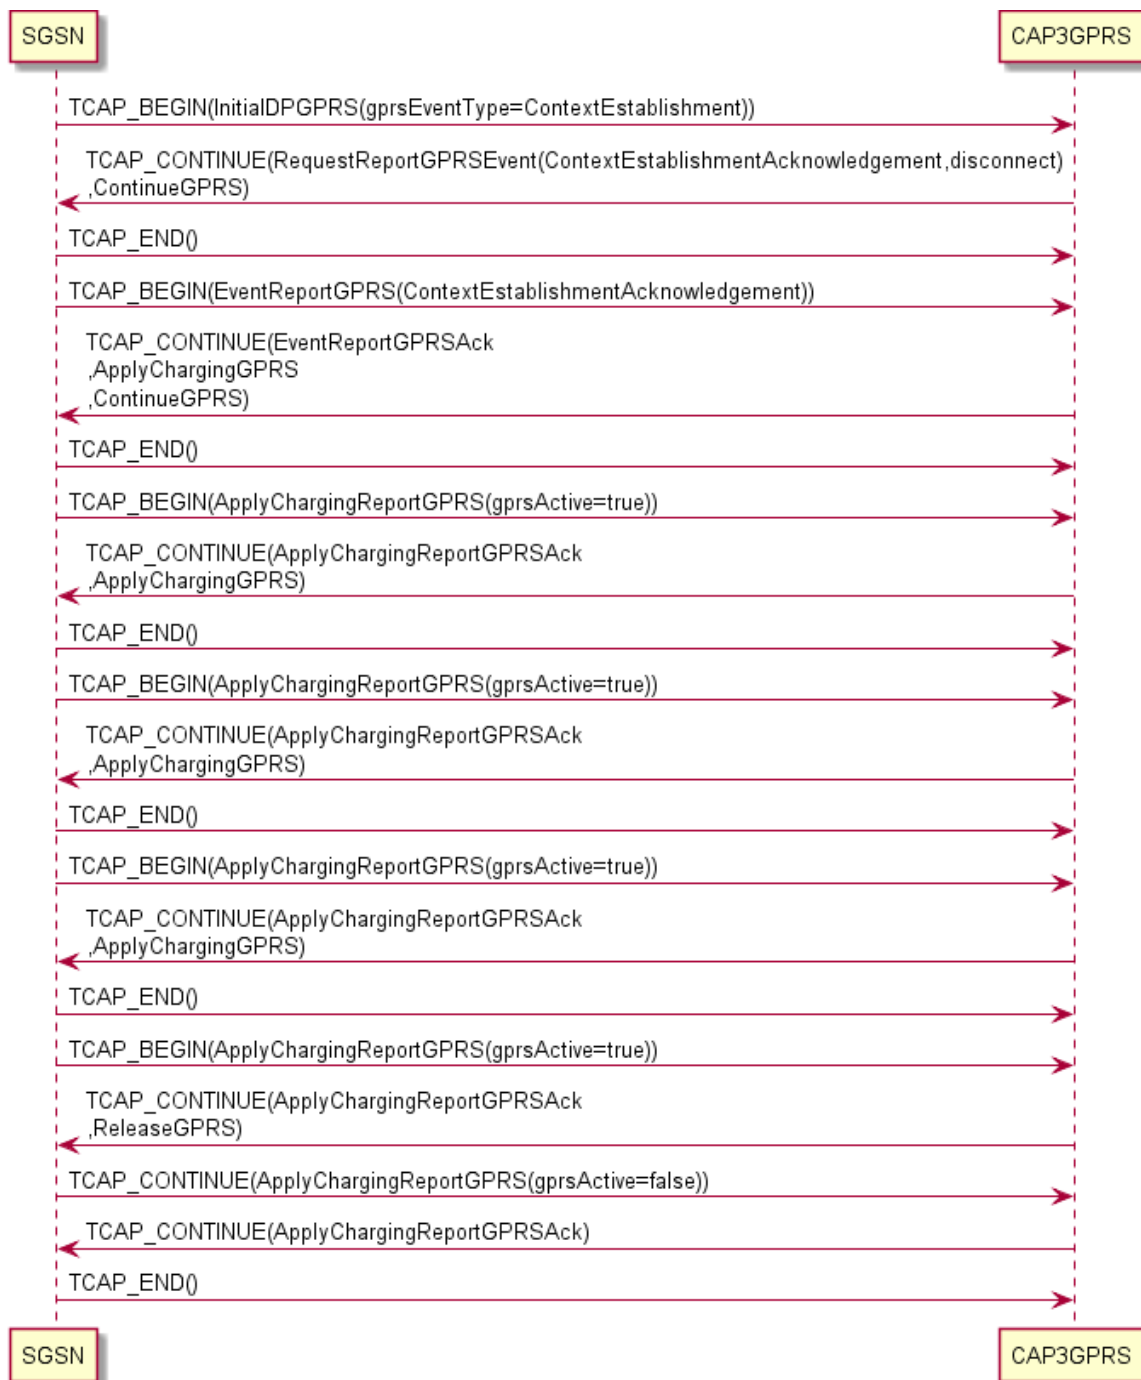 SGSN
CAP3GPRS
TCAP_BEGIN(InitialDPGPRS(gprsEventType=ContextEstablishment))
TCAP_CONTINUE(RequestReportGPRSEvent(ContextEstablishmentAcknowledgement,disconnect)
,ContinueGPRS)
TCAP_END()
TCAP_BEGIN(EventReportGPRS(ContextEstablishmentAcknowledgement))
TCAP_CONTINUE(EventReportGPRSAck
,ApplyChargingGPRS
,ContinueGPRS)
TCAP_END()
TCAP_BEGIN(ApplyChargingReportGPRS(gprsActive=true))
TCAP_CONTINUE(ApplyChargingReportGPRSAck
,ApplyChargingGPRS)
TCAP_END()
TCAP_BEGIN(ApplyChargingReportGPRS(gprsActive=true))
TCAP_CONTINUE(ApplyChargingReportGPRSAck
,ApplyChargingGPRS)
TCAP_END()
TCAP_BEGIN(ApplyChargingReportGPRS(gprsActive=true))
TCAP_CONTINUE(ApplyChargingReportGPRSAck
,ApplyChargingGPRS)
TCAP_END()
TCAP_BEGIN(ApplyChargingReportGPRS(gprsActive=true))
TCAP_CONTINUE(ApplyChargingReportGPRSAck
,ReleaseGPRS)
TCAP_CONTINUE(ApplyChargingReportGPRS(gprsActive=false))
TCAP_CONTINUE(ApplyChargingReportGPRSAck)
TCAP_END()
SGSN
CAP3GPRS